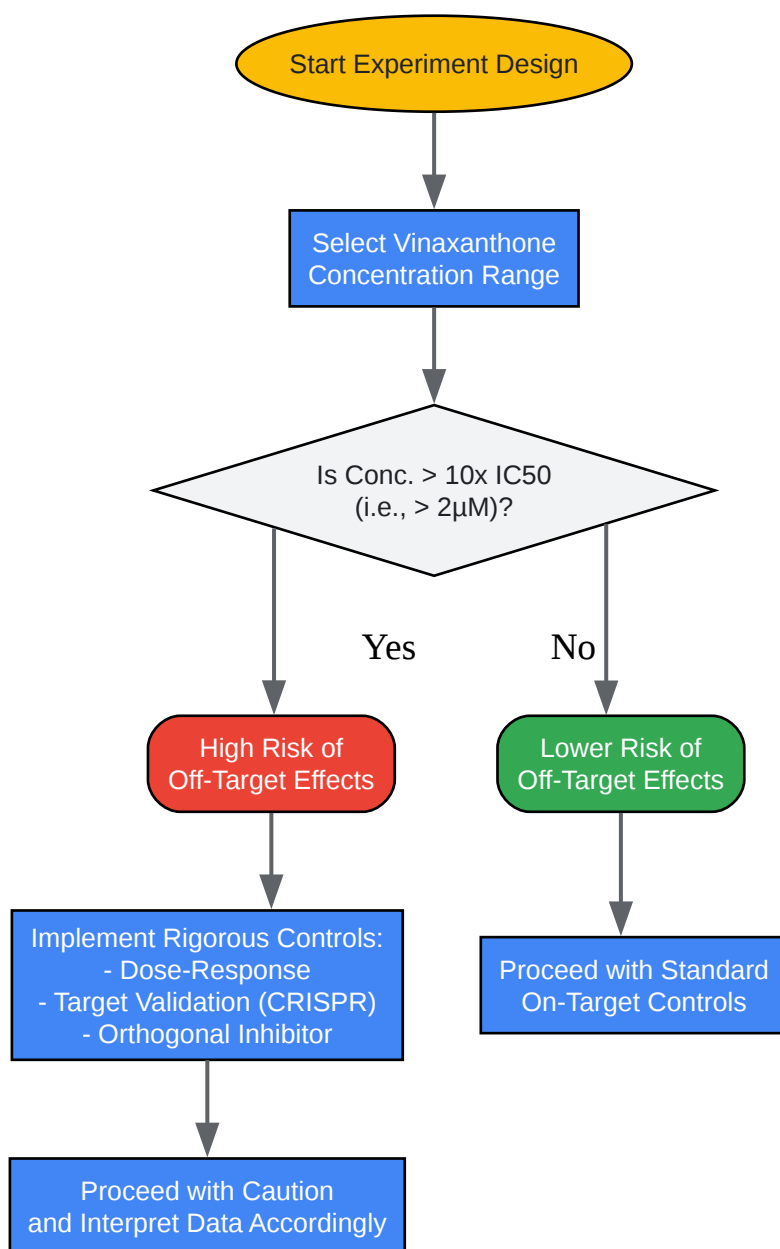 Start Experiment Design
Select Vinaxanthone
Concentration Range
Is Conc. > 10x IC50
(i.e., > 2µM)?
Yes
No
High Risk of
Off-Target Effects
Lower Risk of
Off-Target Effects
Implement Rigorous Controls:
- Dose-Response
- Target Validation (CRISPR)
- Orthogonal Inhibitor
Proceed with Standard
On-Target Controls
Proceed with Caution
and Interpret Data Accordingly